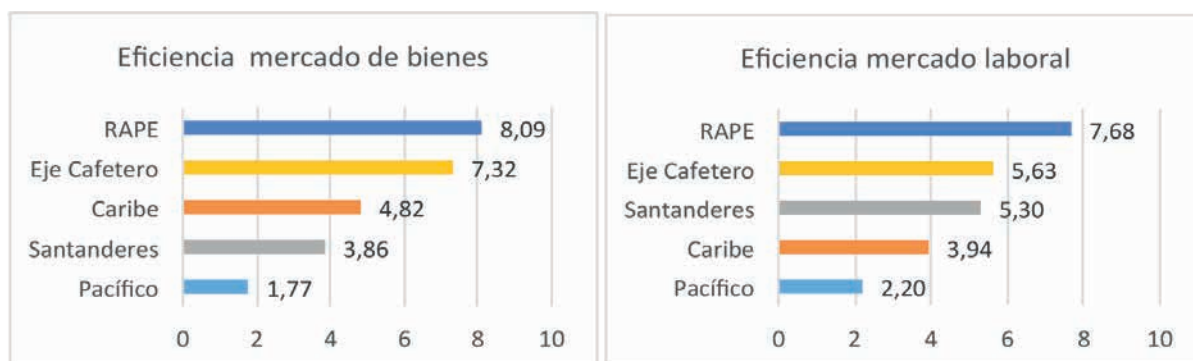 Eficiencia mercado de bienes
RAPE 8,09
Eje Cafetero 7,32
Caribe 4,82
Santanderes 3,86
Pacífico 1,77
0 2 4 6 8 10
Eficiencia mercado laboral
RAPE 7,68
Eje Cafetero 5,63
Santanderes 5,30
Caribe 3,94
Pacífico 2,20
0 2 4 6 8 10